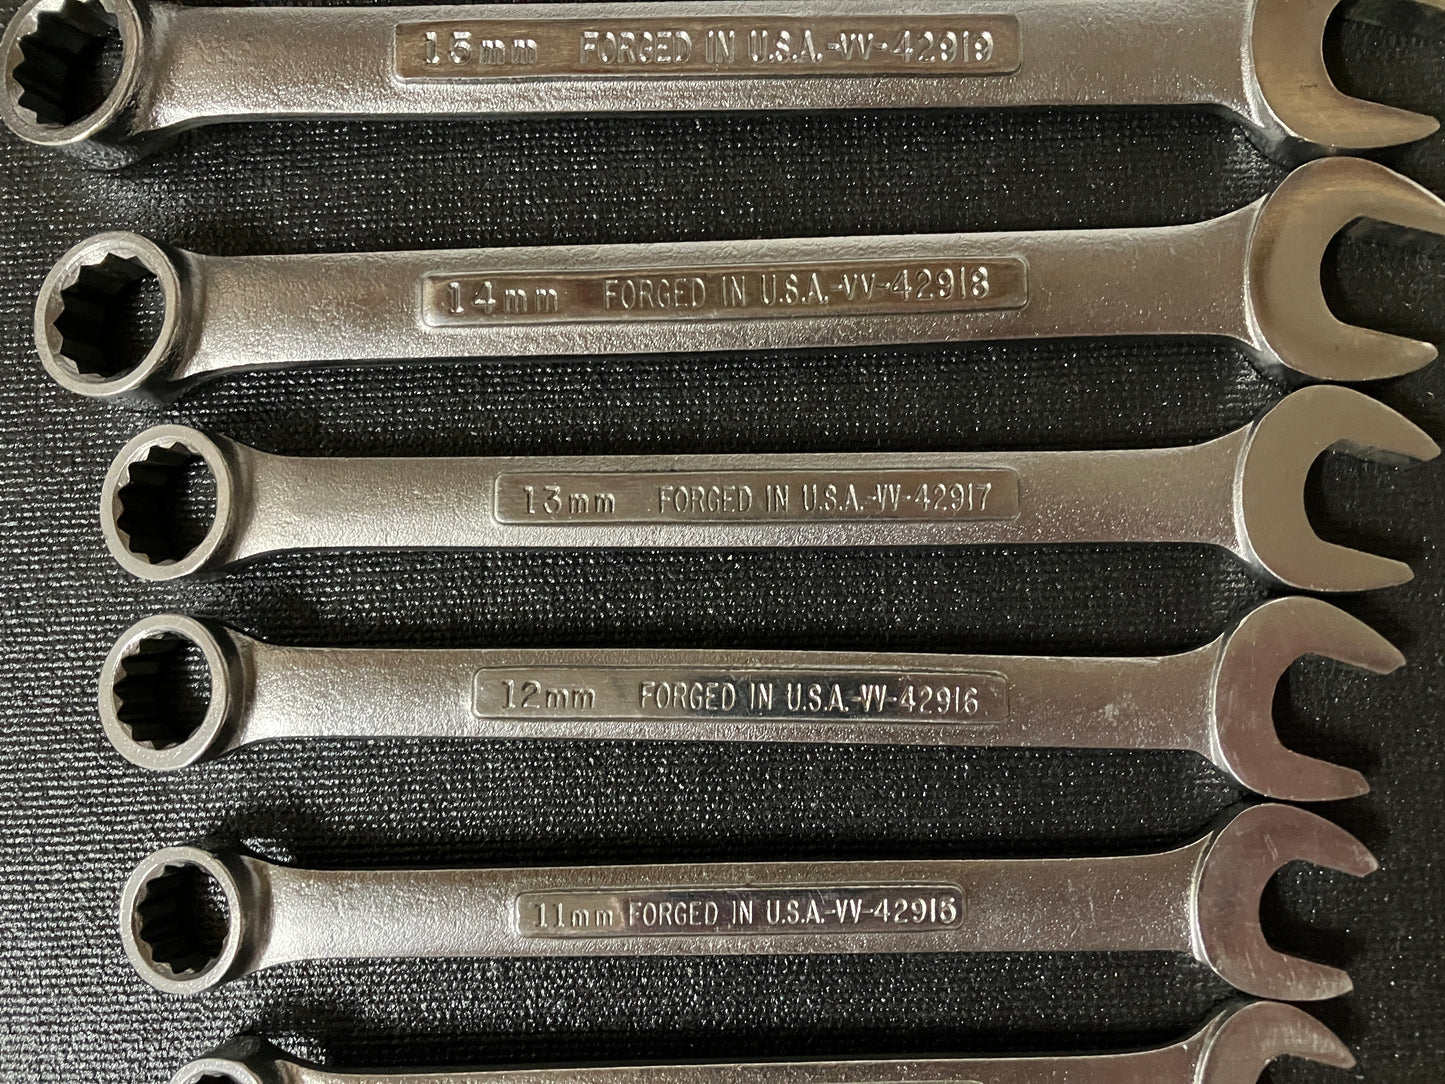 15mm FORGED IN U.S.A.-VV-42919
14mm FORGED IN U.S.A.-VV-42918
13mm FORGED IN U.S.A.-VV-42917
12mm FORGED IN U.S.A.-VV-42916
11mm FORGED IN U.S.A.-VV-42915